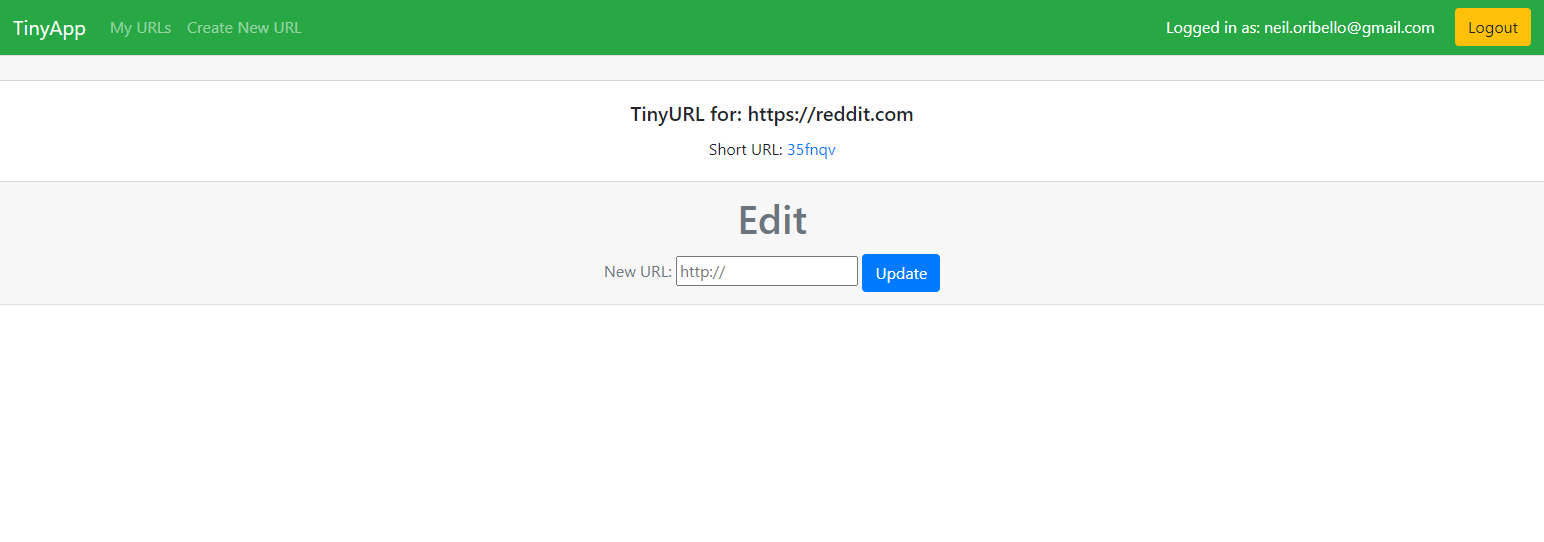 TinyApp My URLs Create New URL Logged in as: neil.oribello@gmail.com Logout
TinyURL for: https://reddit.com
Short URL: 35fnqv
Edit
New URL: http:// Update